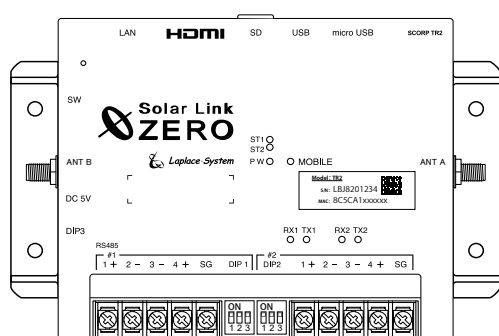 LAN HDMI SD USB micro USB SCORP TR2
SW
Solar Link
ZERO
ST1
ST2
Laplace System
PW MOBILE
ANT B
ANT A
Model: TR2
S/N: LBJ8201234
MAC: 8C5CA1xxxxxx
DC 5V
DIP3
RX1 TX1 RX2 TX2
RS485
#1 #2
1 + 2 − 3 − 4 + SG DIP 1 DIP2 1 + 2 − 3 − 4 + SG
ON ON
1 2 3 1 2 3